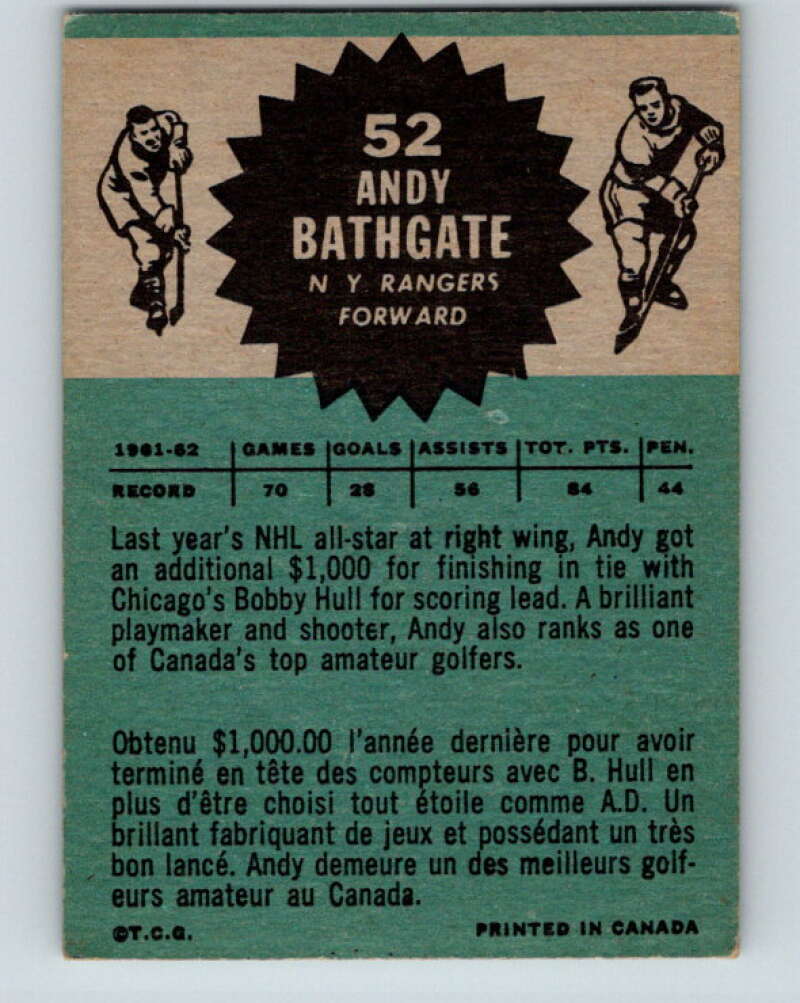 52
ANDY
BATHGATE
N Y RANGERS
FORWARD
1961-62 GAMES GOALS ASSISTS TOT. PTS. PEN.
RECORD 70 28 56 84 44
Last year's NHL all-star at right wing, Andy got
an additional $1,000 for finishing in tie with
Chicago's Bobby Hull for scoring lead. A brilliant
playmaker and shooter, Andy also ranks as one
of Canada's top amateur golfers.
Obtenu $1,000.00 l'année dernière pour avoir
terminé en tête des compteurs avec B. Hull en
plus d'être choisi tout étoile comme A.D. Un
brillant fabriquant de jeux et possédant un très
bon lancé. Andy demeure un des meilleurs golf-
eurs amateur au Canada.
©T.C.G. PRINTED IN CANADA